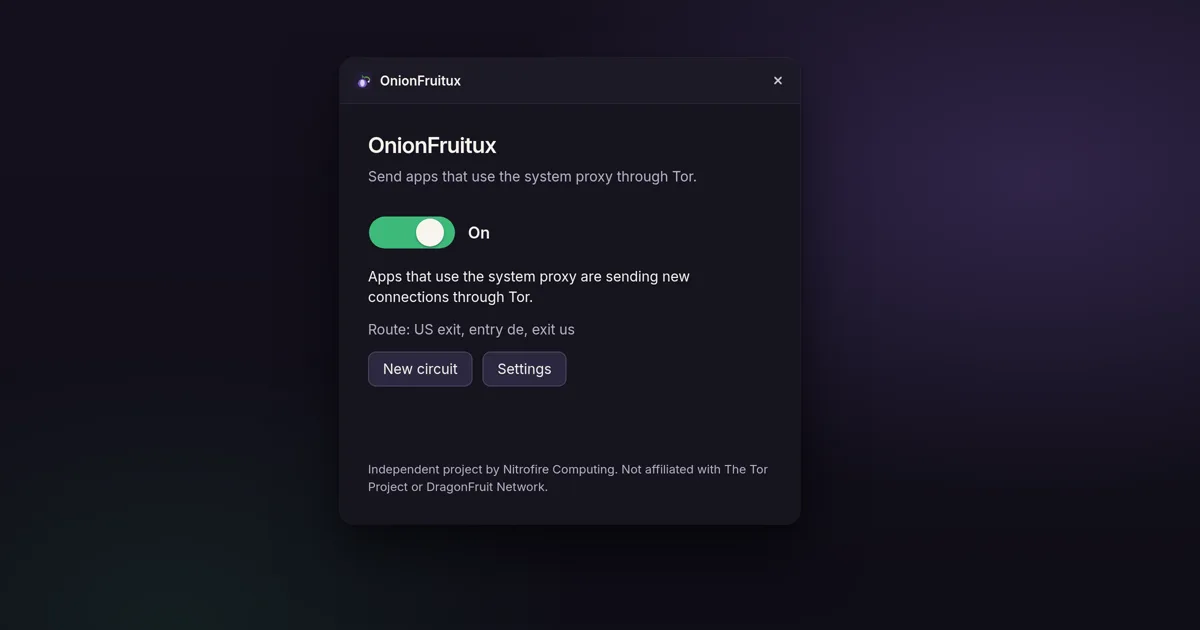 OnionFruitux
×
OnionFruitux
Send apps that use the system proxy through Tor.
On
Apps that use the system proxy are sending new
connections through Tor.
Route: US exit, entry de, exit us
New circuit
Settings
Independent project by Nitrofire Computing. Not affiliated with The Tor
Project or DragonFruit Network.